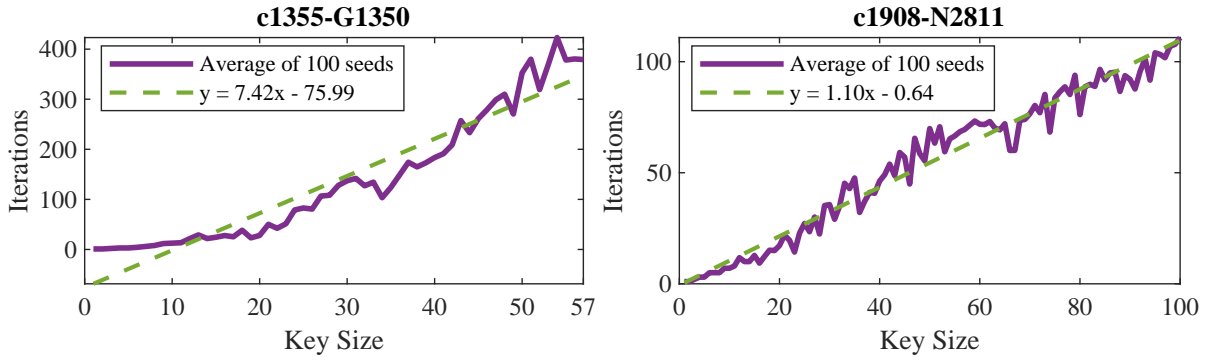 c1355-G1350
Iterations
400
300
200
100
0
Average of 100 seeds
y = 7.42x - 75.99
0 10 20 30 40 50 57
Key Size
c1908-N2811
Iterations
100
50
0
Average of 100 seeds
y = 1.10x - 0.64
0 20 40 60 80 100
Key Size